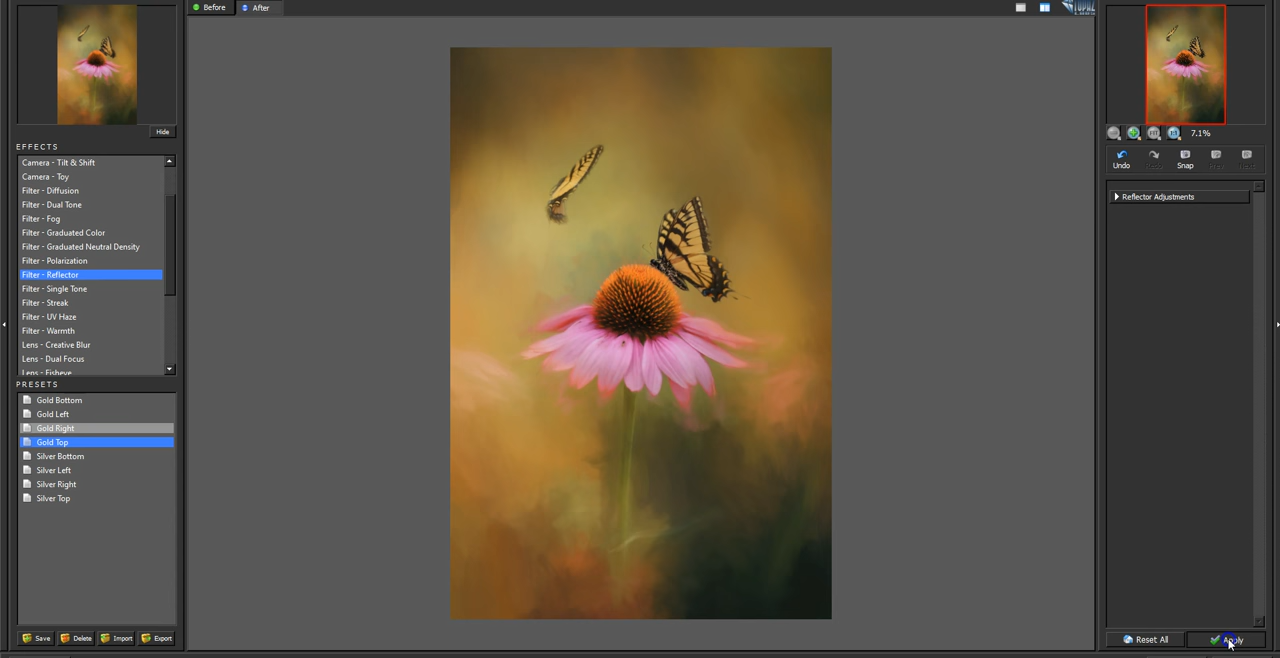 Before
After
TOPAZ
Hide
EFFECTS
Camera - Tilt & Shift
Camera - Toy
Filter - Diffusion
Filter - Dual Tone
Filter - Fog
Filter - Graduated Color
Filter - Graduated Neutral Density
Filter - Polarization
Filter - Reflector
Filter - Single Tone
Filter - Streak
Filter - UV Haze
Filter - Warmth
Lens - Creative Blur
Lens - Dual Focus
Lens - Fisheye
PRESETS
Gold Bottom
Gold Left
Gold Right
Gold Top
Silver Bottom
Silver Left
Silver Right
Silver Top
Save
Delete
Import
Export
7.1%
Undo
Snap
Reflector Adjustments
Reset All
Apply